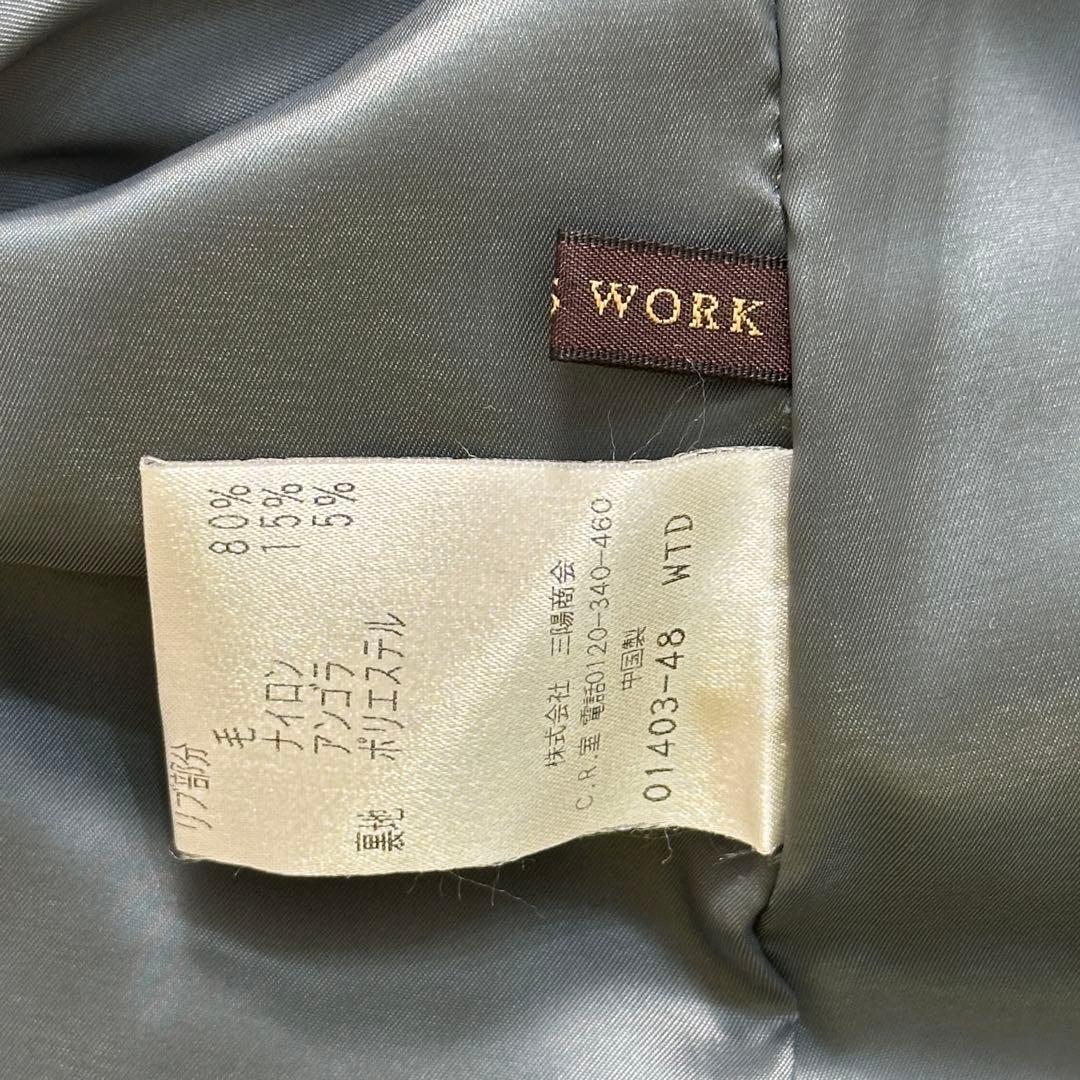 WORK
リブ部分
毛 80%
ナイロン 15%
アンゴラ 5%
裏地 ポリエステル
株式会社 三陽商会
C.R.室 電話0120-340-460
中国製
01403-48 WTD